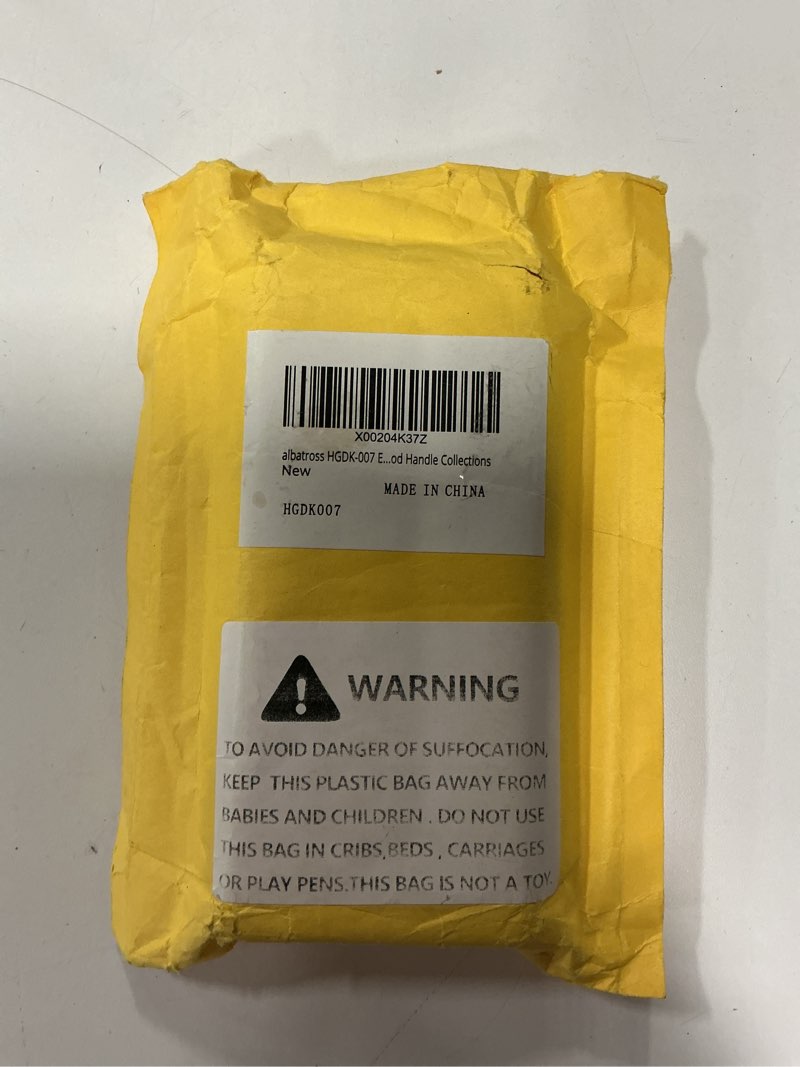 X00204K37Z
albatross HGDK-007 E...od Handle Collections
New
MADE IN CHINA
HGDK007
WARNING
TO AVOID DANGER OF SUFFOCATION,
KEEP THIS PLASTIC BAG AWAY FROM
BABIES AND CHILDREN . DO NOT USE
THIS BAG IN CRIBS,BEDS , CARRIAGES
OR PLAY PENS.THIS BAG IS NOT A TOY.